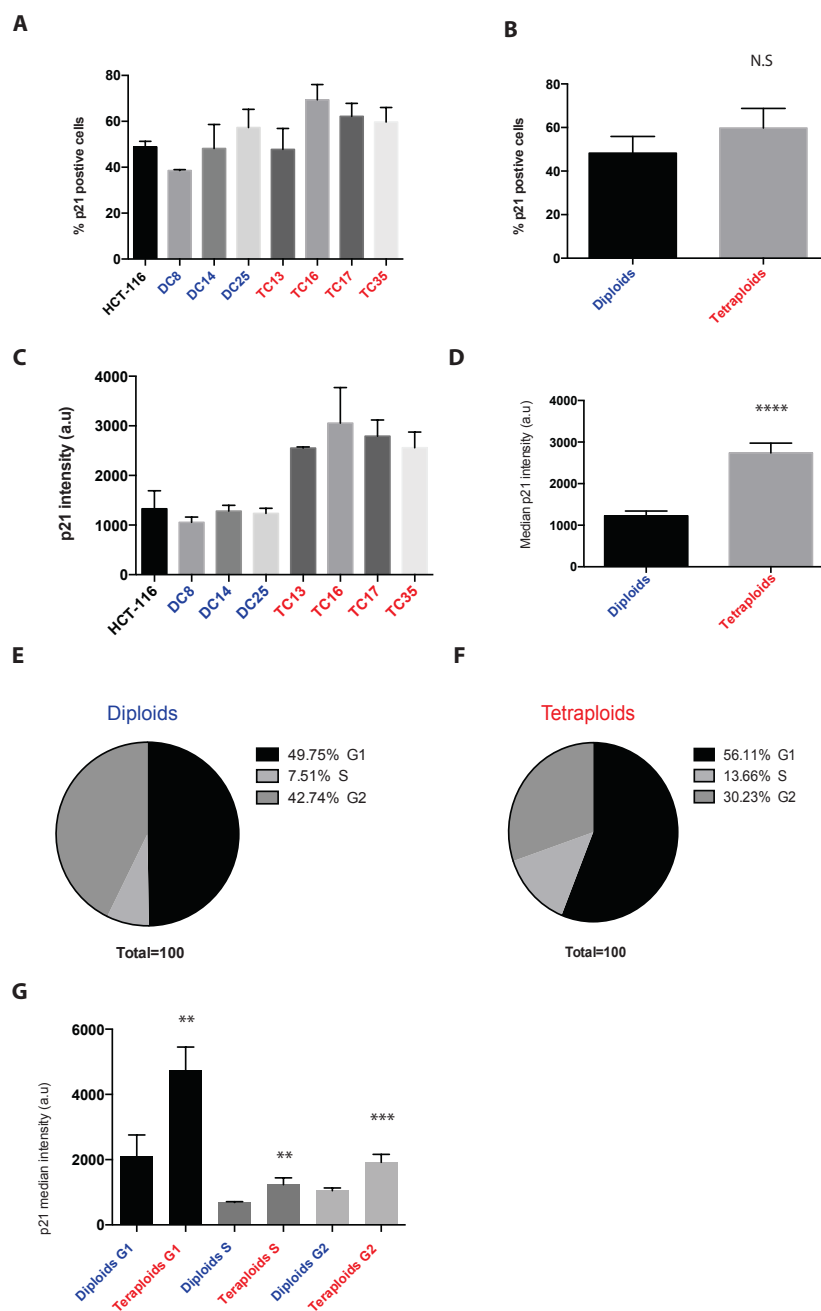 A
% p21 postive cells
80
60
40
20
0
HCT-116
DC8
DC14
DC25
TC13
TC16
TC17
TC35
B
N.S
% p21 postive cells
80
60
40
20
0
Diploids
Tetraploids
C
p21 intensity (a.u)
4000
3000
2000
1000
0
HCT-116
DC8
DC14
DC25
TC13
TC16
TC17
TC35
D
****
Median p21 intensity (a.u)
4000
3000
2000
1000
0
Diploids
Tetraploids
E
Diploids
49.75% G1
7.51% S
42.74% G2
Total=100
F
Tetraploids
56.11% G1
13.66% S
30.23% G2
Total=100
G
p21 median intensity (a.u)
6000
4000
2000
0
**
**
***
Diploids G1
Teraploids G1
Diploids S
Teraploids S
Diploids G2
Teraploids G2